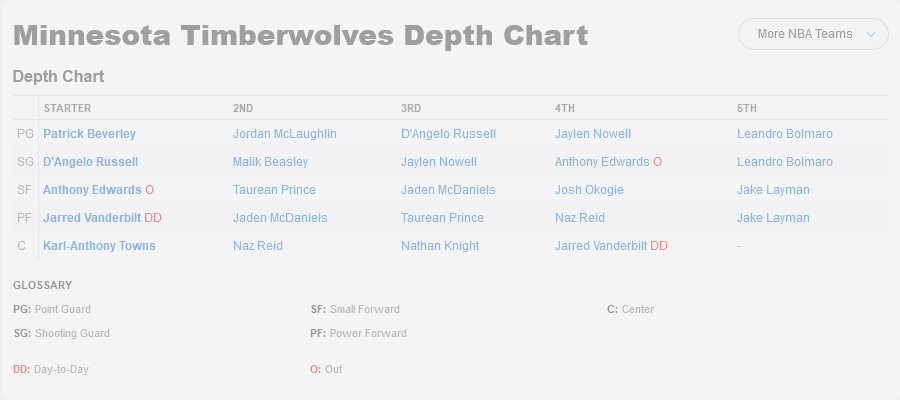 Minnesota Timberwolves Depth Chart
More NBA Teams
Depth Chart
STARTER 2ND 3RD 4TH 5TH
PG Patrick Beverley Jordan McLaughlin D'Angelo Russell Jaylen Nowell Leandro Bolmaro
SG D'Angelo Russell Malik Beasley Jaylen Nowell Anthony Edwards O Leandro Bolmaro
SF Anthony Edwards O Taurean Prince Jaden McDaniels Josh Okogie Jake Layman
PF Jarred Vanderbilt DD Jaden McDaniels Taurean Prince Naz Reid Jake Layman
C Karl-Anthony Towns Naz Reid Nathan Knight Jarred Vanderbilt DD -
GLOSSARY
PG: Point Guard SF: Small Forward C: Center
SG: Shooting Guard PF: Power Forward
DD: Day-to-Day O: Out